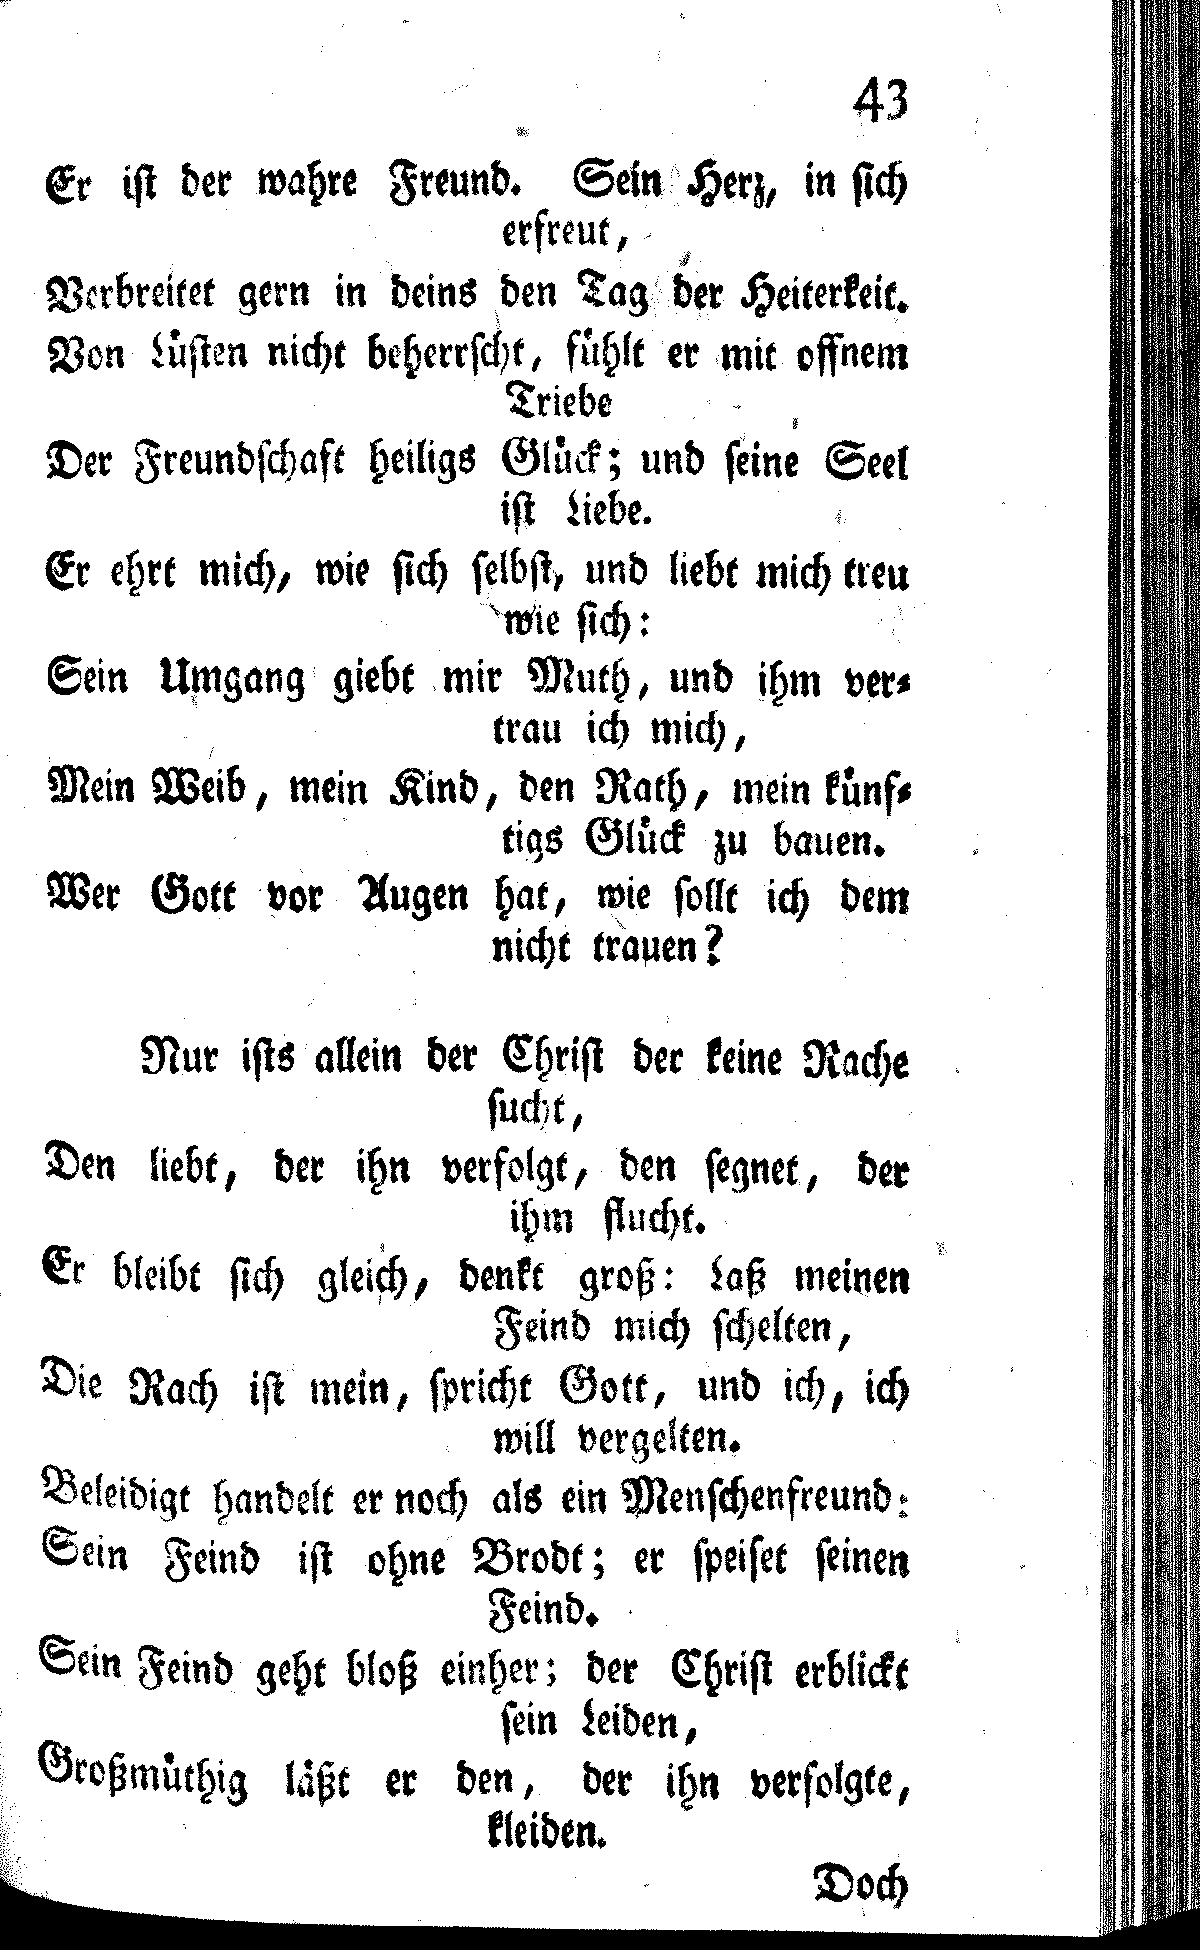 43
Er ist der wahre Freund. Sein Herz, in sich
erfreut,
Verbreitet gern in deins den Tag der Heiterkeit.
Von Lüsten nicht beherrscht, fühlt er mit offnem
Triebe
Der Freundschaft heiligs Glück; und seine Seel
ist Liebe.
Er ehrt mich, wie sich selbst, und liebt mich treu
wie sich:
Sein Umgang giebt mir Muth, und ihm ver-
trau ich mich,
Mein Weib, mein Kind, den Rath, mein künf-
tigs Glück zu bauen.
Wer Gott vor Augen hat, wie sollt ich dem
nicht trauen?
Nur ists allein der Christ der keine Rache
sucht,
Den liebt, der ihn verfolgt, den segnet, der
ihm flucht.
Er bleibt sich gleich, denkt groß: Laß meinen
Feind mich schelten,
Die Rach ist mein, spricht Gott, und ich, ich
will vergelten.
Beleidigt handelt er noch als ein Menschenfreund:
Sein Feind ist ohne Brodt; er speiset seinen
Feind.
Sein Feind geht bloß einher; der Christ erblickt
sein Leiden,
Großmüthig läßt er den, der ihn verfolgte,
kleiden.
Doch